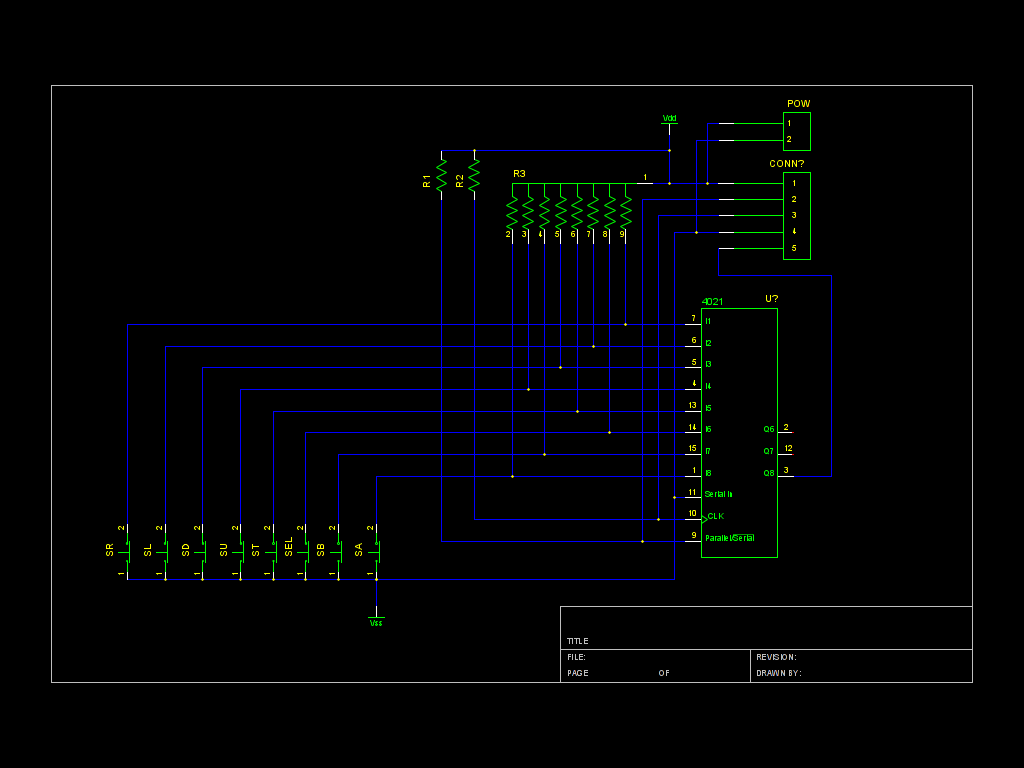 POW
Vdd
1
2
CONN?
R1
R2
R3
1
1
2
3
4
5
2 3 4 5 6 7 8 9
4021
U?
7 I1
6 I2
5 I3
4 I4
13 I5
14 I6
Q6 2
15 I7
Q7 12
1 I8
Q8 3
11 Serial In
10 CLK
9 Parallel/Serial
2 2 2 2 2 2 2 2
SR SL SD SU ST SEL SB SA
1 1 1 1 1 1 1 1
Vss
TITLE
FILE:
REVISION:
PAGE OF
DRAWN BY: